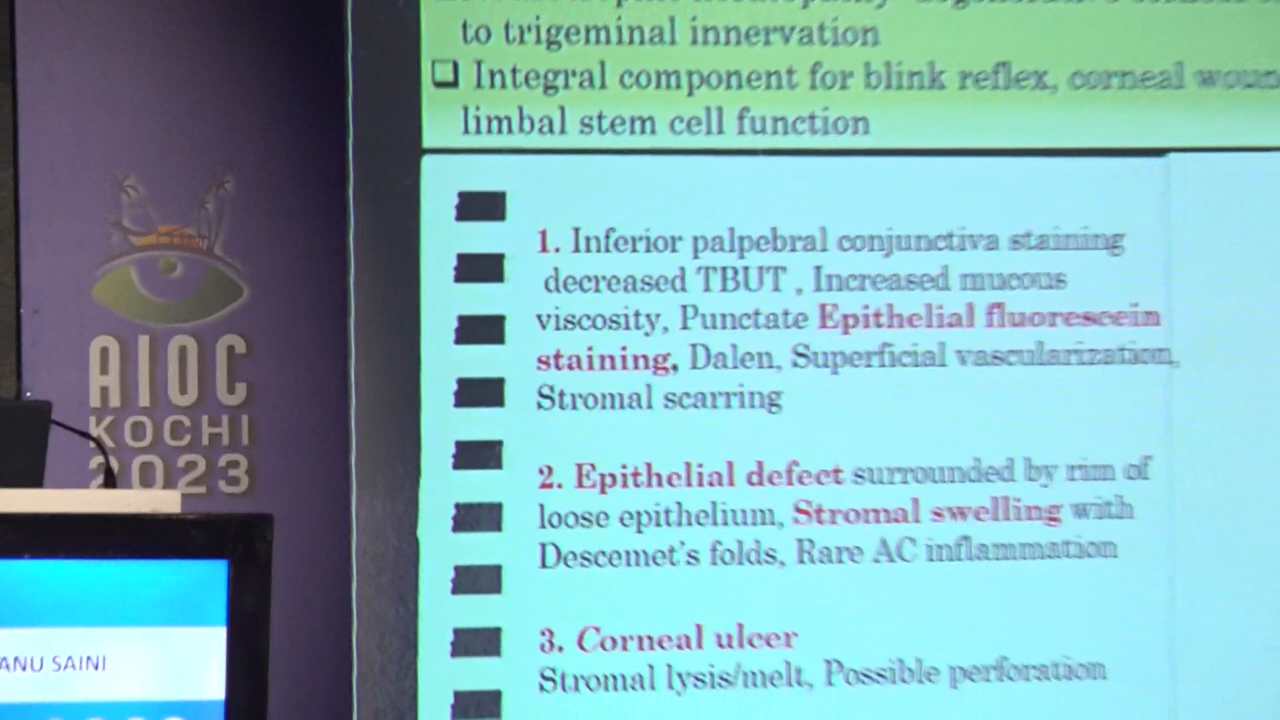 to trigeminal innervation
❑ Integral component for blink reflex, corneal
limbal stem cell function
1. Inferior palpebral conjunctiva staining
decreased TBUT , Increased mucous
viscosity, Punctate Epithelial fluorescein
staining, Dalen, Superficial vascularization,
Stromal scarring
2. Epithelial defect surrounded by rim of
loose epithelium, Stromal swelling with
Descemet's folds, Rare AC inflammation
3. Corneal ulcer
Stromal lysis/melt, Possible perforation
AIOC
KOCHI
2023
ANU SAINI